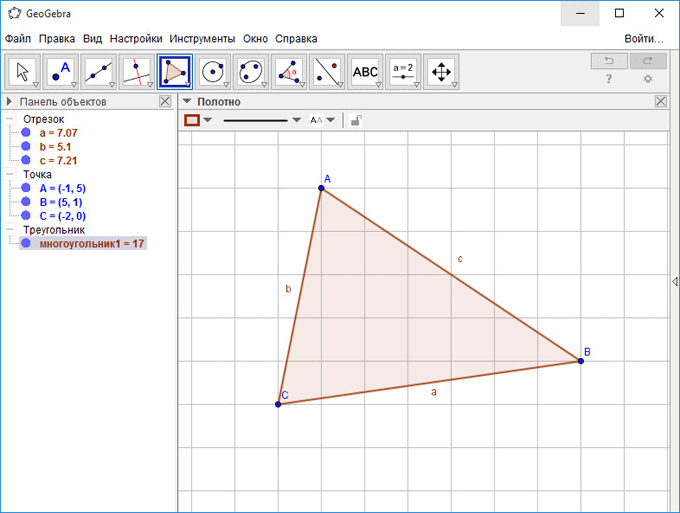 GeoGebra
Файл Правка Вид Настройки Инструменты Окно Справка Войти…
A α ABC a = 2 ?
Панель объектов Полотно
Отрезок AA
a = 7.07
b = 5.1
c = 7.21
Точка
A = (-1, 5)
B = (5, 1)
C = (-2, 0)
Треугольник
многоугольник1 = 17
A
c
b
B
a
C